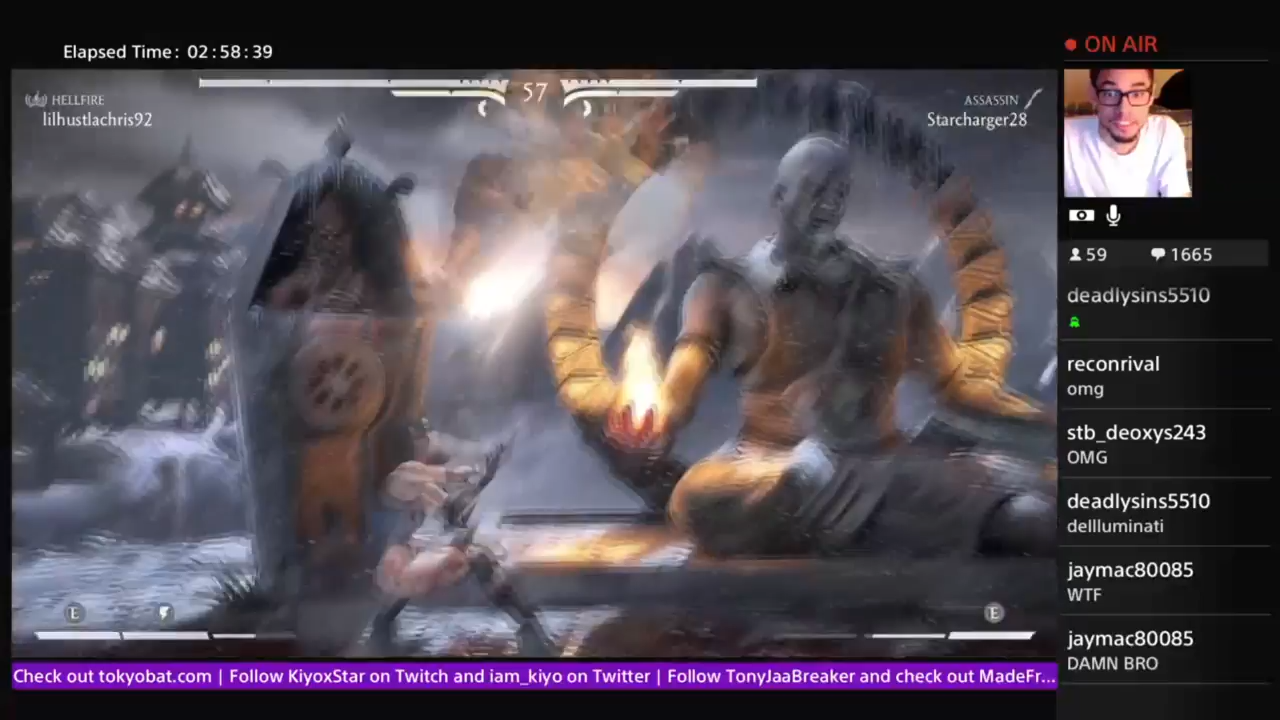 Elapsed Time: 02:58:39
ON AIR
57
HELLFIRE
lilhustlachris92
ASSASSIN
Starcharger28
59 1665
deadlysins5510
reconrival
omg
stb_deoxys243
OMG
deadlysins5510
dellluminati
jaymac80085
WTF
jaymac80085
DAMN BRO
E
E
Check out tokyobat.com | Follow KiyoxStar on Twitch and iam_kiyo on Twitter | Follow TonyJaaBreaker and check out MadeFr...